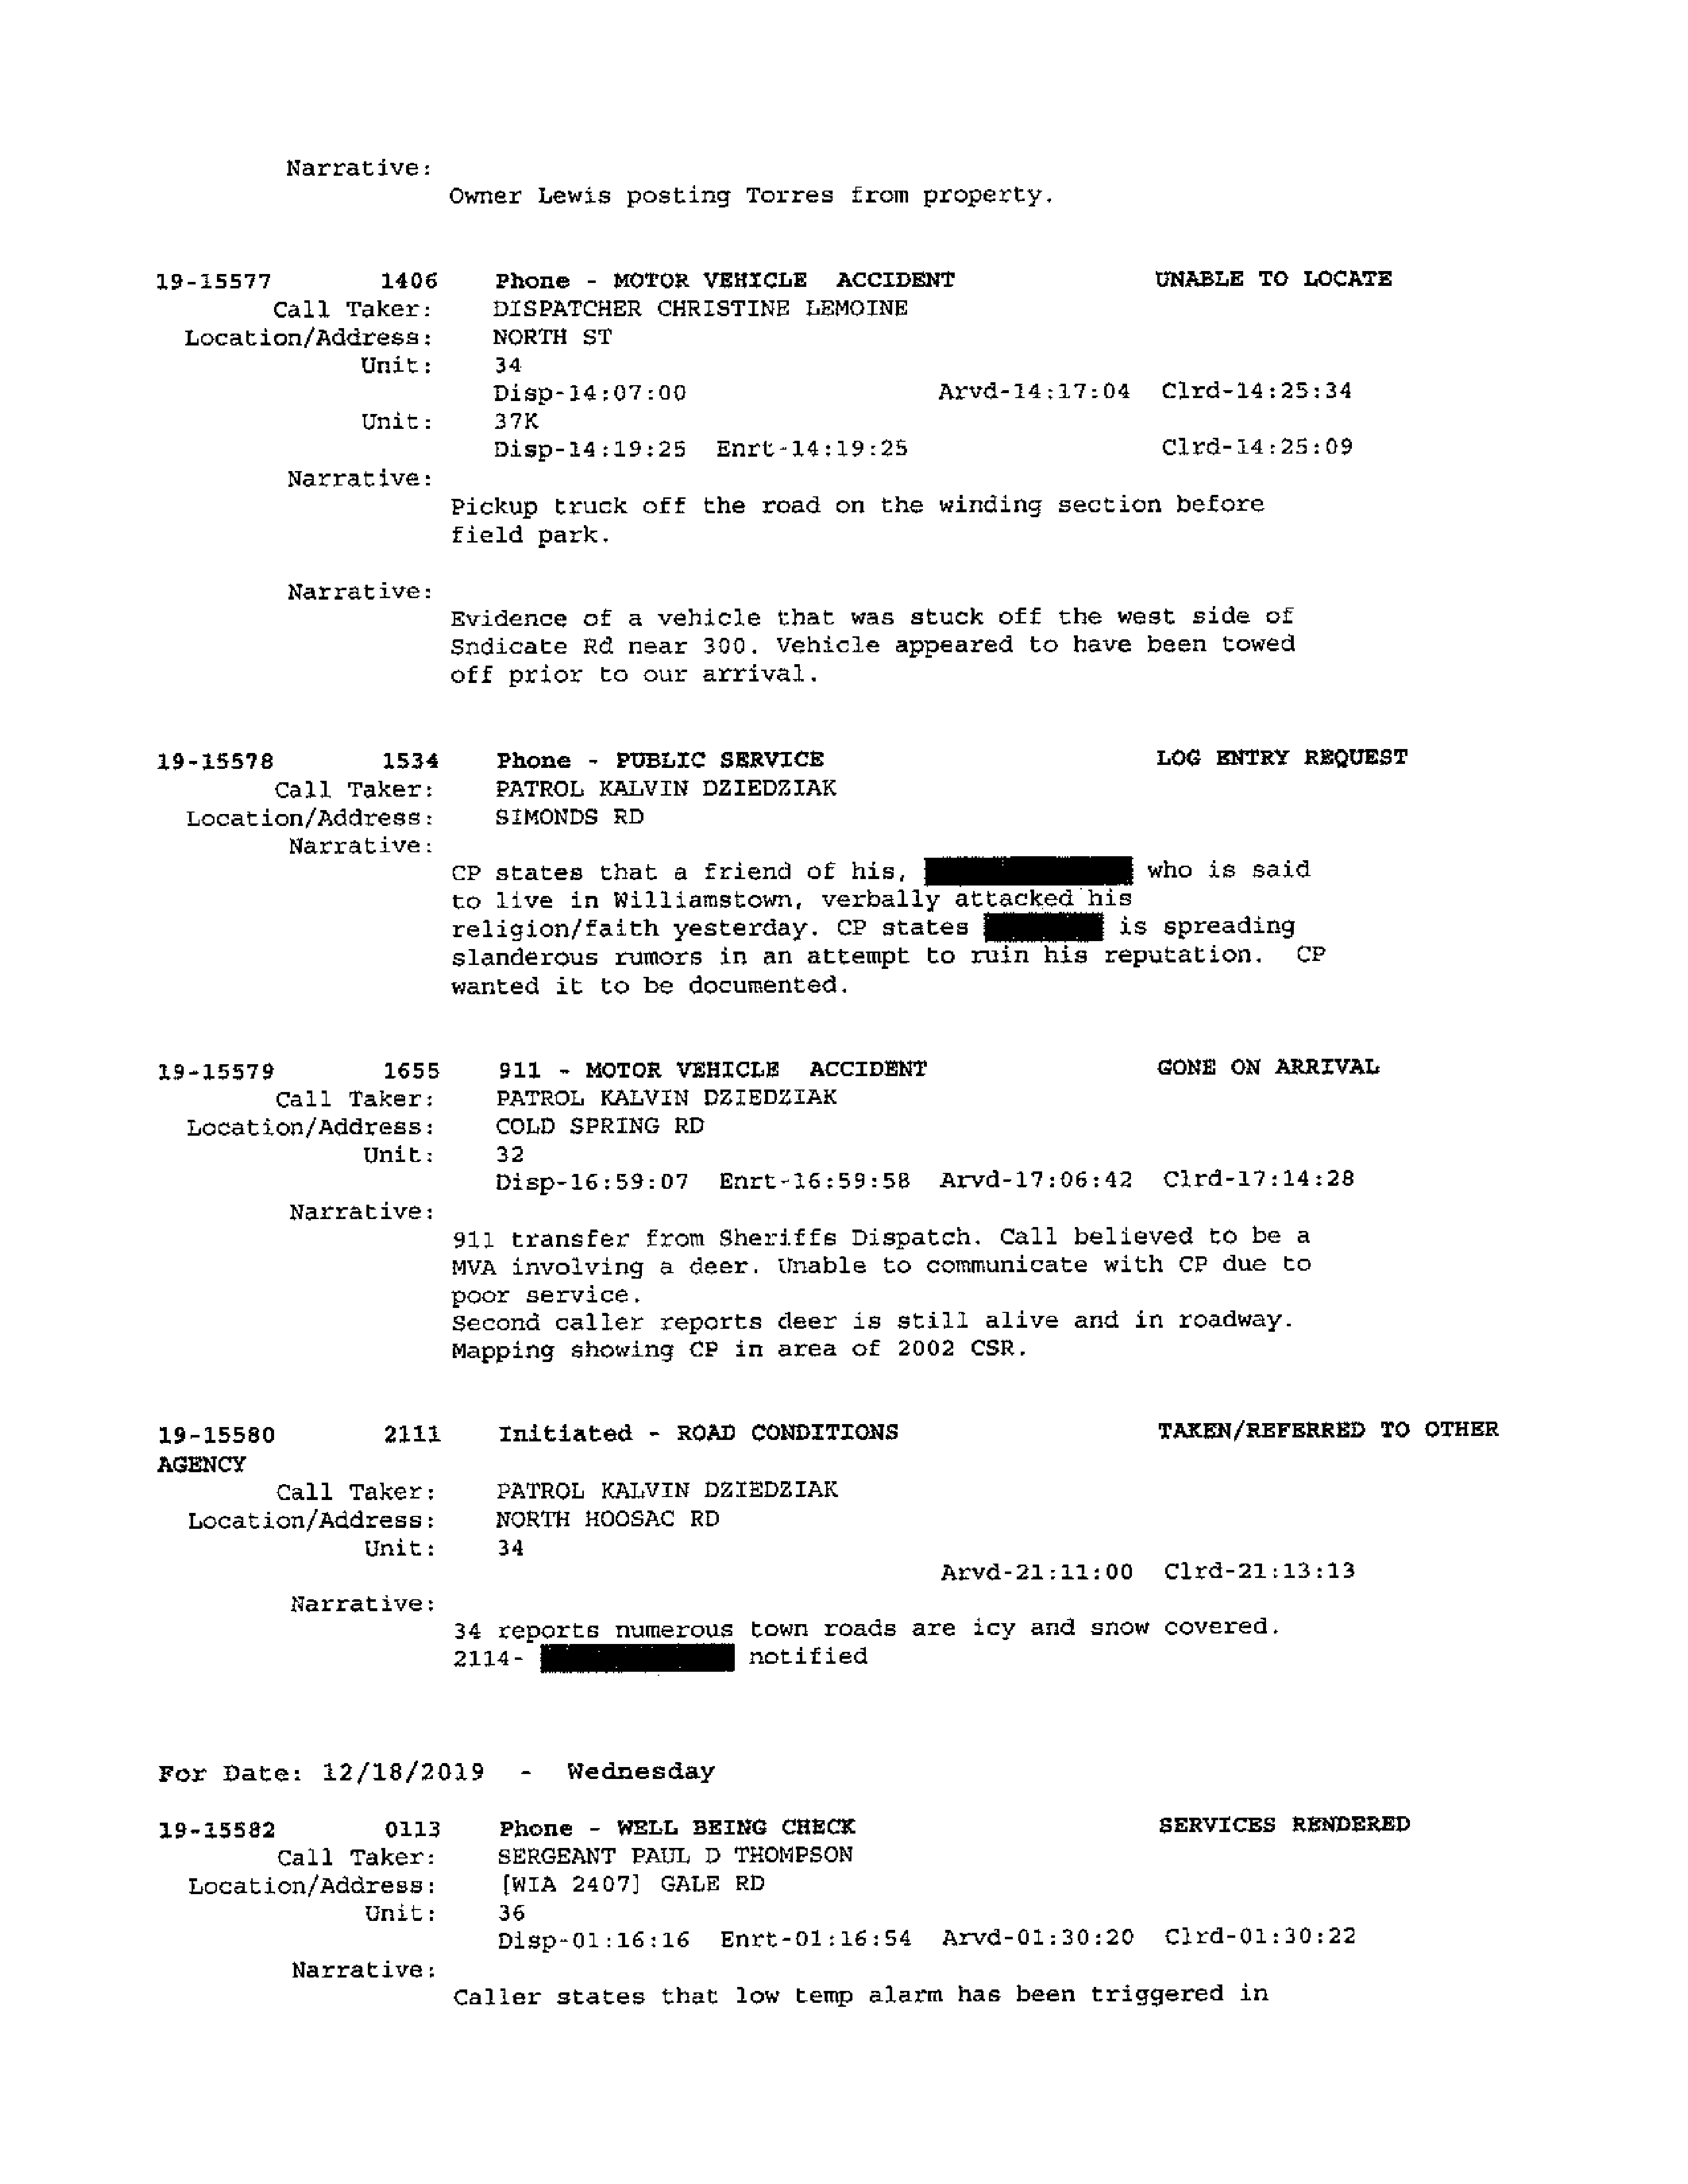 Narrative:
Owner Lewis posting Torres from property.
19-15577 1406 Phone - MOTOR VEHICLE ACCIDENT UNABLE TO LOCATE
Call Taker: DISPATCHER CHRISTINE LEMOINE
Location/Address: NORTH ST
Unit: 34
Disp-14:07:00 Arvd-14:17:04 Clrd-14:25:34
Unit: 37K
Disp-14:19:25 Enrt-14:19:25 Clrd-14:25:09
Narrative:
Pickup truck off the road on the winding section before
field park.
Narrative:
Evidence of a vehicle that was stuck off the west side of
Sndicate Rd near 300. Vehicle appeared to have been towed
off prior to our arrival.
19-15578 1534 Phone - PUBLIC SERVICE LOG ENTRY REQUEST
Call Taker: PATROL KALVIN DZIEDZIAK
Location/Address: SIMONDS RD
Narrative:
CP states that a friend of his, who is said
to live in Williamstown, verbally attacked his
religion/faith yesterday. CP states is spreading
slanderous rumors in an attempt to ruin his reputation. CP
wanted it to be documented.
19-15579 1655 911 - MOTOR VEHICLE ACCIDENT GONE ON ARRIVAL
Call Taker: PATROL KALVIN DZIEDZIAK
Location/Address: COLD SPRING RD
Unit: 32
Disp-16:59:07 Enrt-16:59:58 Arvd-17:06:42 Clrd-17:14:28
Narrative:
911 transfer from Sheriffs Dispatch. Call believed to be a
MVA involving a deer. Unable to communicate with CP due to
poor service.
Second caller reports deer is still alive and in roadway.
Mapping showing CP in area of 2002 CSR.
19-15580 2111 Initiated - ROAD CONDITIONS TAKEN/REFERRED TO OTHER
AGENCY
Call Taker: PATROL KALVIN DZIEDZIAK
Location/Address: NORTH HOOSAC RD
Unit: 34
Arvd-21:11:00 Clrd-21:13:13
Narrative:
34 reports numerous town roads are icy and snow covered.
2114- notified
For Date: 12/18/2019 - Wednesday
19-15582 0113 Phone - WELL BEING CHECK SERVICES RENDERED
Call Taker: SERGEANT PAUL D THOMPSON
Location/Address: [WIA 2407] GALE RD
Unit: 36
Disp-01:16:16 Enrt-01:16:54 Arvd-01:30:20 Clrd-01:30:22
Narrative:
Caller states that low temp alarm has been triggered in